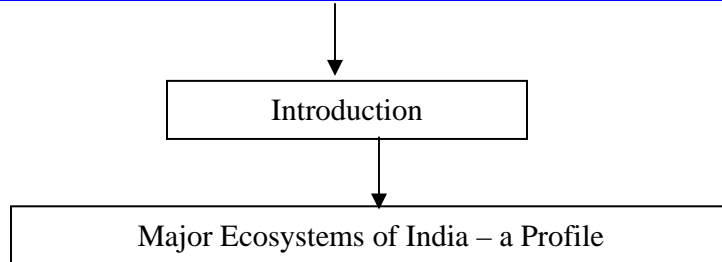 Introduction
Major Ecosystems of India – a Profile